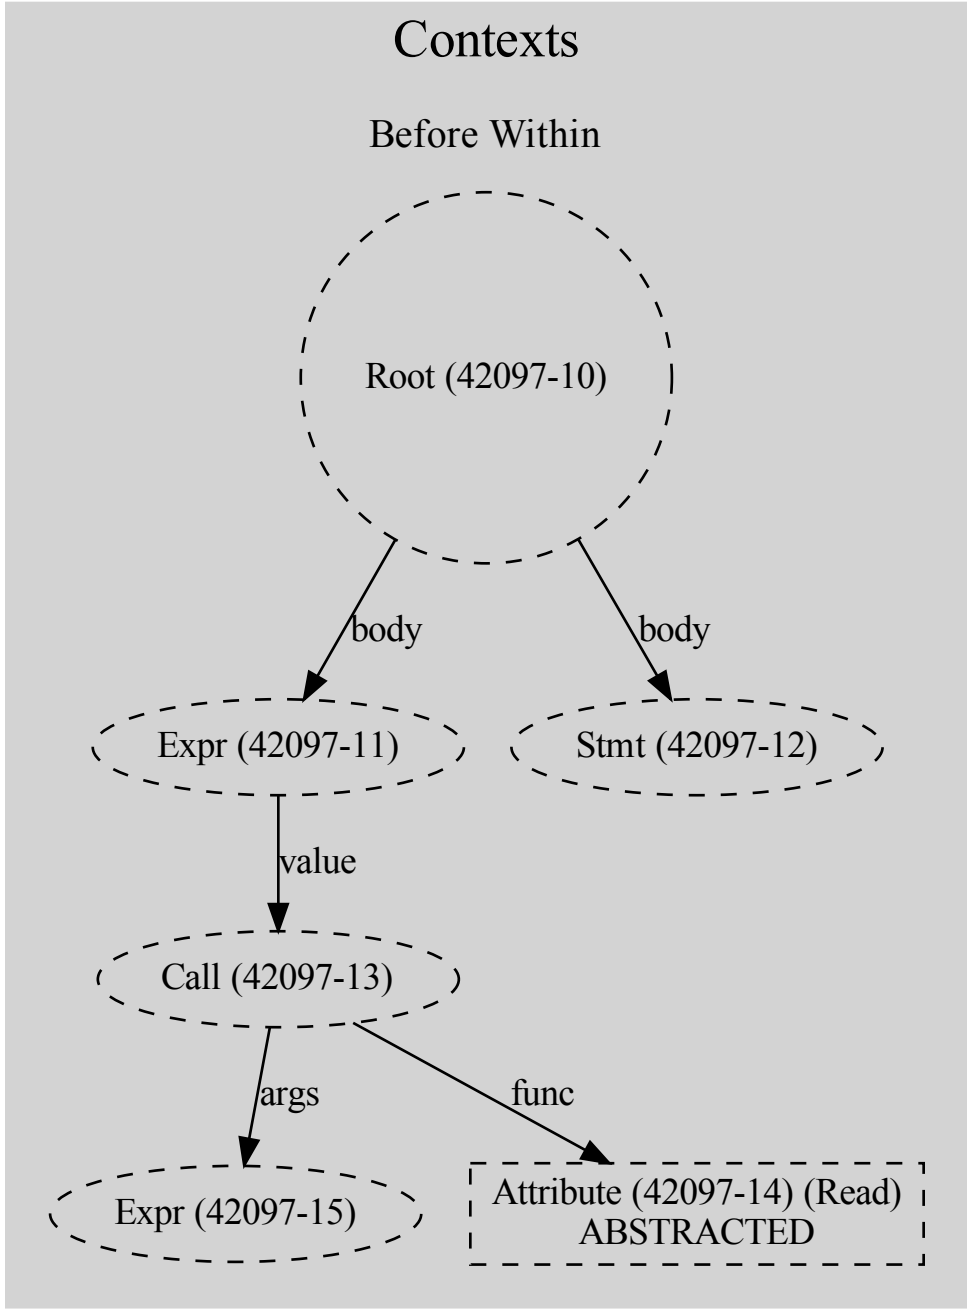 Contexts
Before Within
Root (42097-10)
body
body
Expr (42097-11)
Stmt (42097-12)
value
Call (42097-13)
args
func
Expr (42097-15)
Attribute (42097-14) (Read)
ABSTRACTED